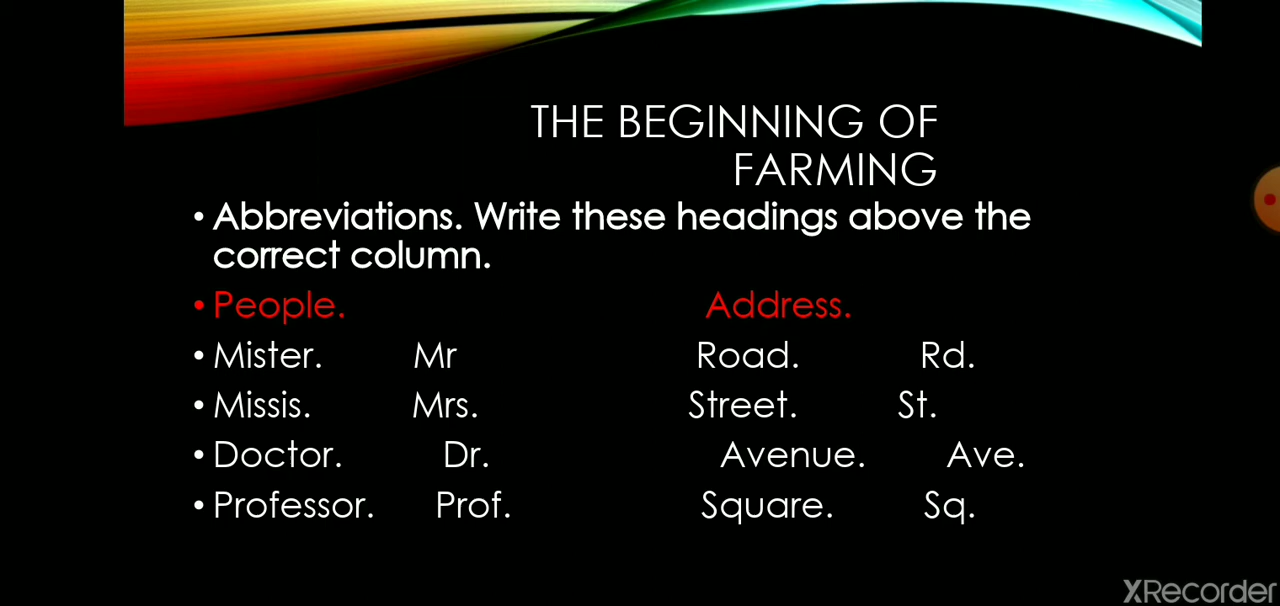 THE BEGINNING OF
FARMING
• Abbreviations. Write these headings above the
correct column.
• People. Address.
• Mister. Mr Road. Rd.
• Missis. Mrs. Street. St.
• Doctor. Dr. Avenue. Ave.
• Professor. Prof. Square. Sq.
XRecorder